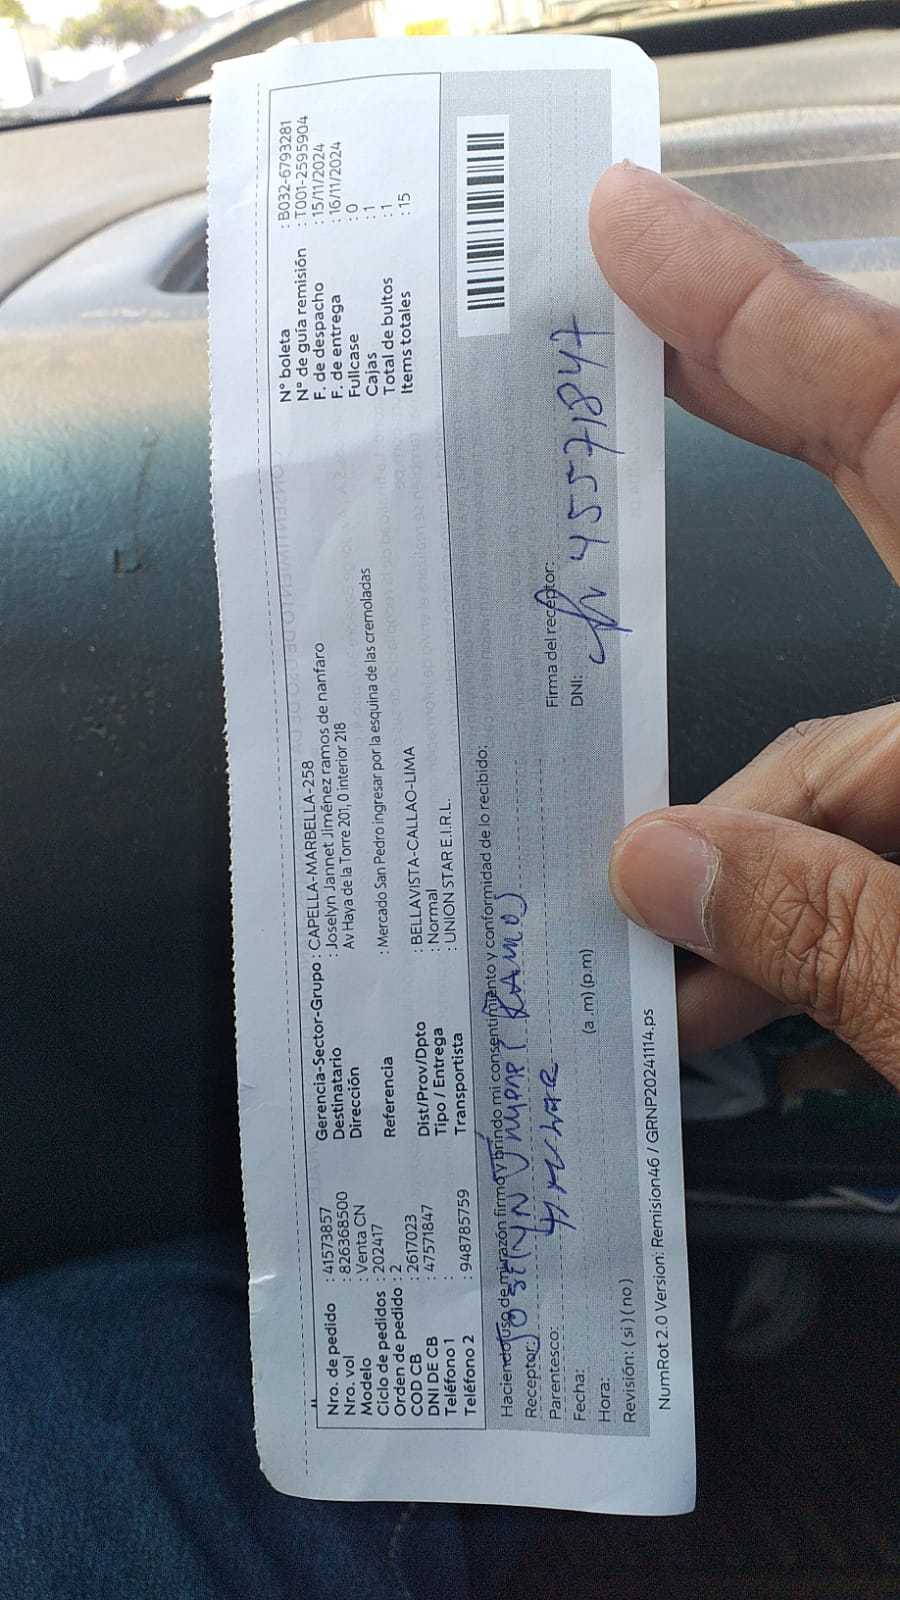 Nro. de pedido : 41573857
Nro. vol : 826368500
Modelo : Venta CN
Ciclo de pedidos : 202417
Orden de pedido : 2
COD CB : 2617023
DNI DE CB : 47571847
Teléfono 1 :
Teléfono 2 : 948785759
Gerencia-Sector-Grupo : CAPELLA-MARBELLA-258
Destinatario : Joselyn Jannet Jiménez ramos de nanfaro
Dirección Av Haya de la Torre 201, 0 interior 218
Referencia : Mercado San Pedro ingresar por la esquina de las cremoladas
Dist/Prov/Dpto : BELLAVISTA-CALLAO-LIMA
Tipo / Entrega : Normal
Transportista : UNION STAR E.I.R.L.
N° boleta : B032-6793281
N° de guía remisión : T001-2595904
F. de despacho : 15/11/2024
F. de entrega : 16/11/2024
Fullcase : 0
Cajas : 1
Total de bultos : 1
Items totales : 15
Haciendo uso de mi razón firmo y brindo mi consentimiento y conformidad de lo recibido:
Receptor: Ramos
Parentesco:
Fecha:
Hora: (a .m) (p.m)
Revisión: ( si ) ( no )
Firma del receptor:
DNI: 45571847
NumRot 2.0 Version: Remision46 / GRNP20241114.ps